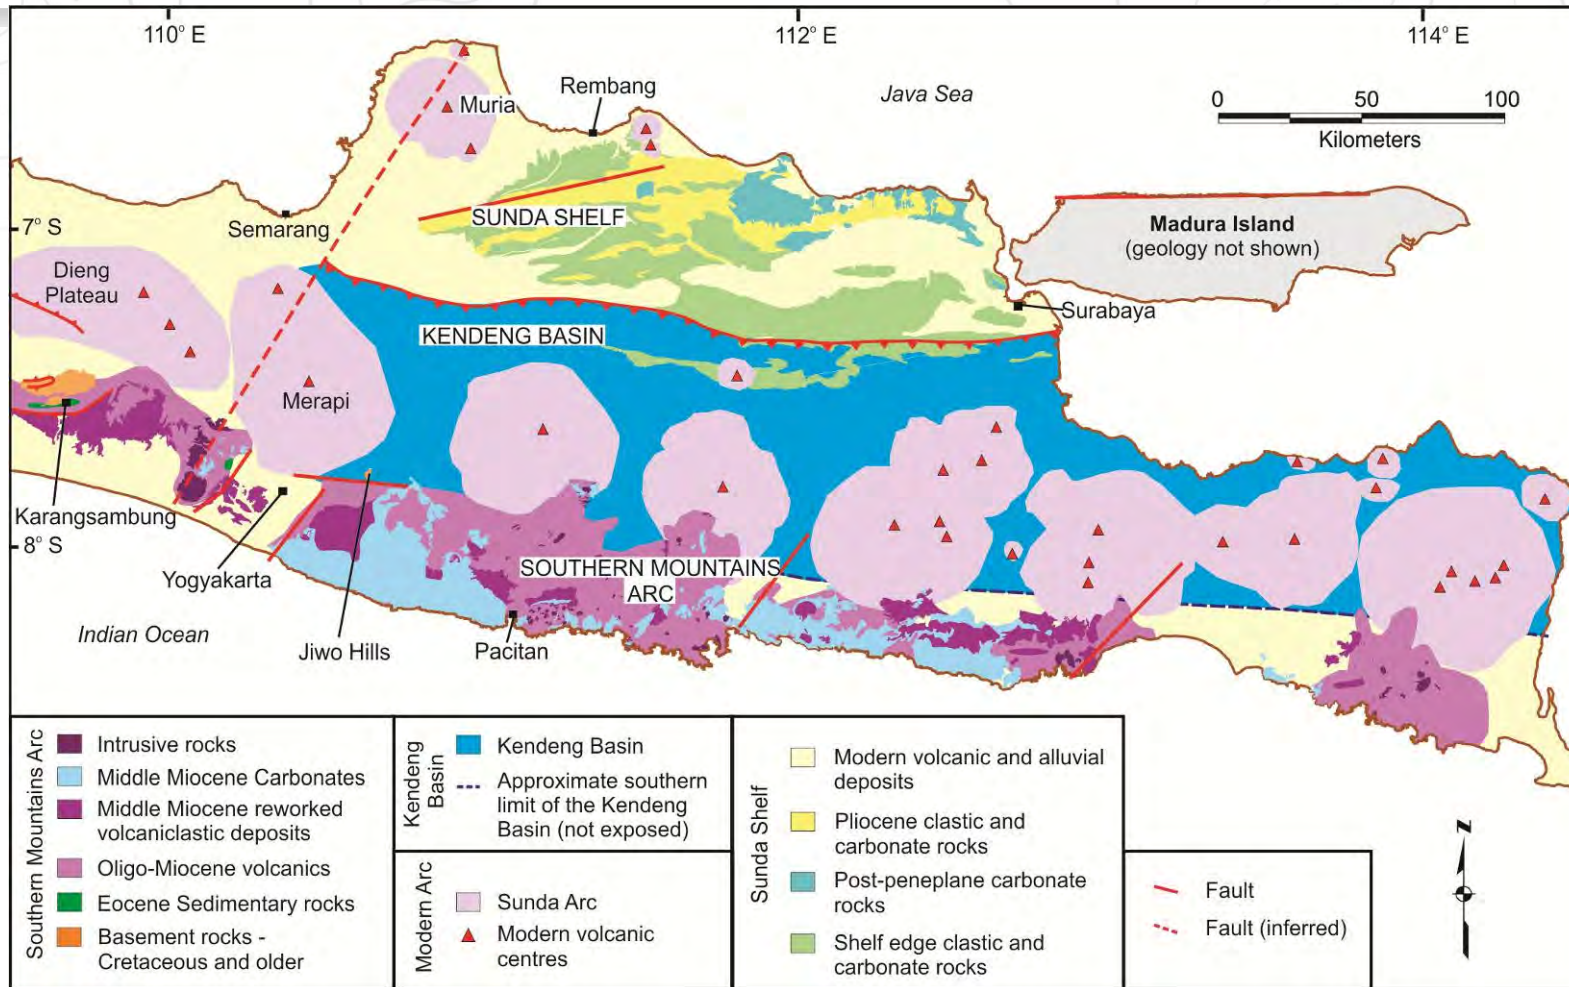 110° E
112° E
114° E
Java Sea
0 50 100
Kilometers
Rembang
Muria
SUNDA SHELF
Semarang
7° S
Madura Island
(geology not shown)
Dieng
Plateau
Surabaya
KENDENG BASIN
Merapi
Karangsambung
8° S
SOUTHERN MOUNTAINS
ARC
Yogyakarta
Indian Ocean
Jiwo Hills
Pacitan
Southern Mountains Arc
Intrusive rocks
Middle Miocene Carbonates
Middle Miocene reworked
volcaniclastic deposits
Oligo-Miocene volcanics
Eocene Sedimentary rocks
Basement rocks -
Cretaceous and older
Kendeng
Basin
Kendeng Basin
Approximate southern
limit of the Kendeng
Basin (not exposed)
Modern Arc
Sunda Arc
Modern volcanic
centres
Sunda Shelf
Modern volcanic and alluvial
deposits
Pliocene clastic and
carbonate rocks
Post-peneplane carbonate
rocks
Shelf edge clastic and
carbonate rocks
Fault
Fault (inferred)
N